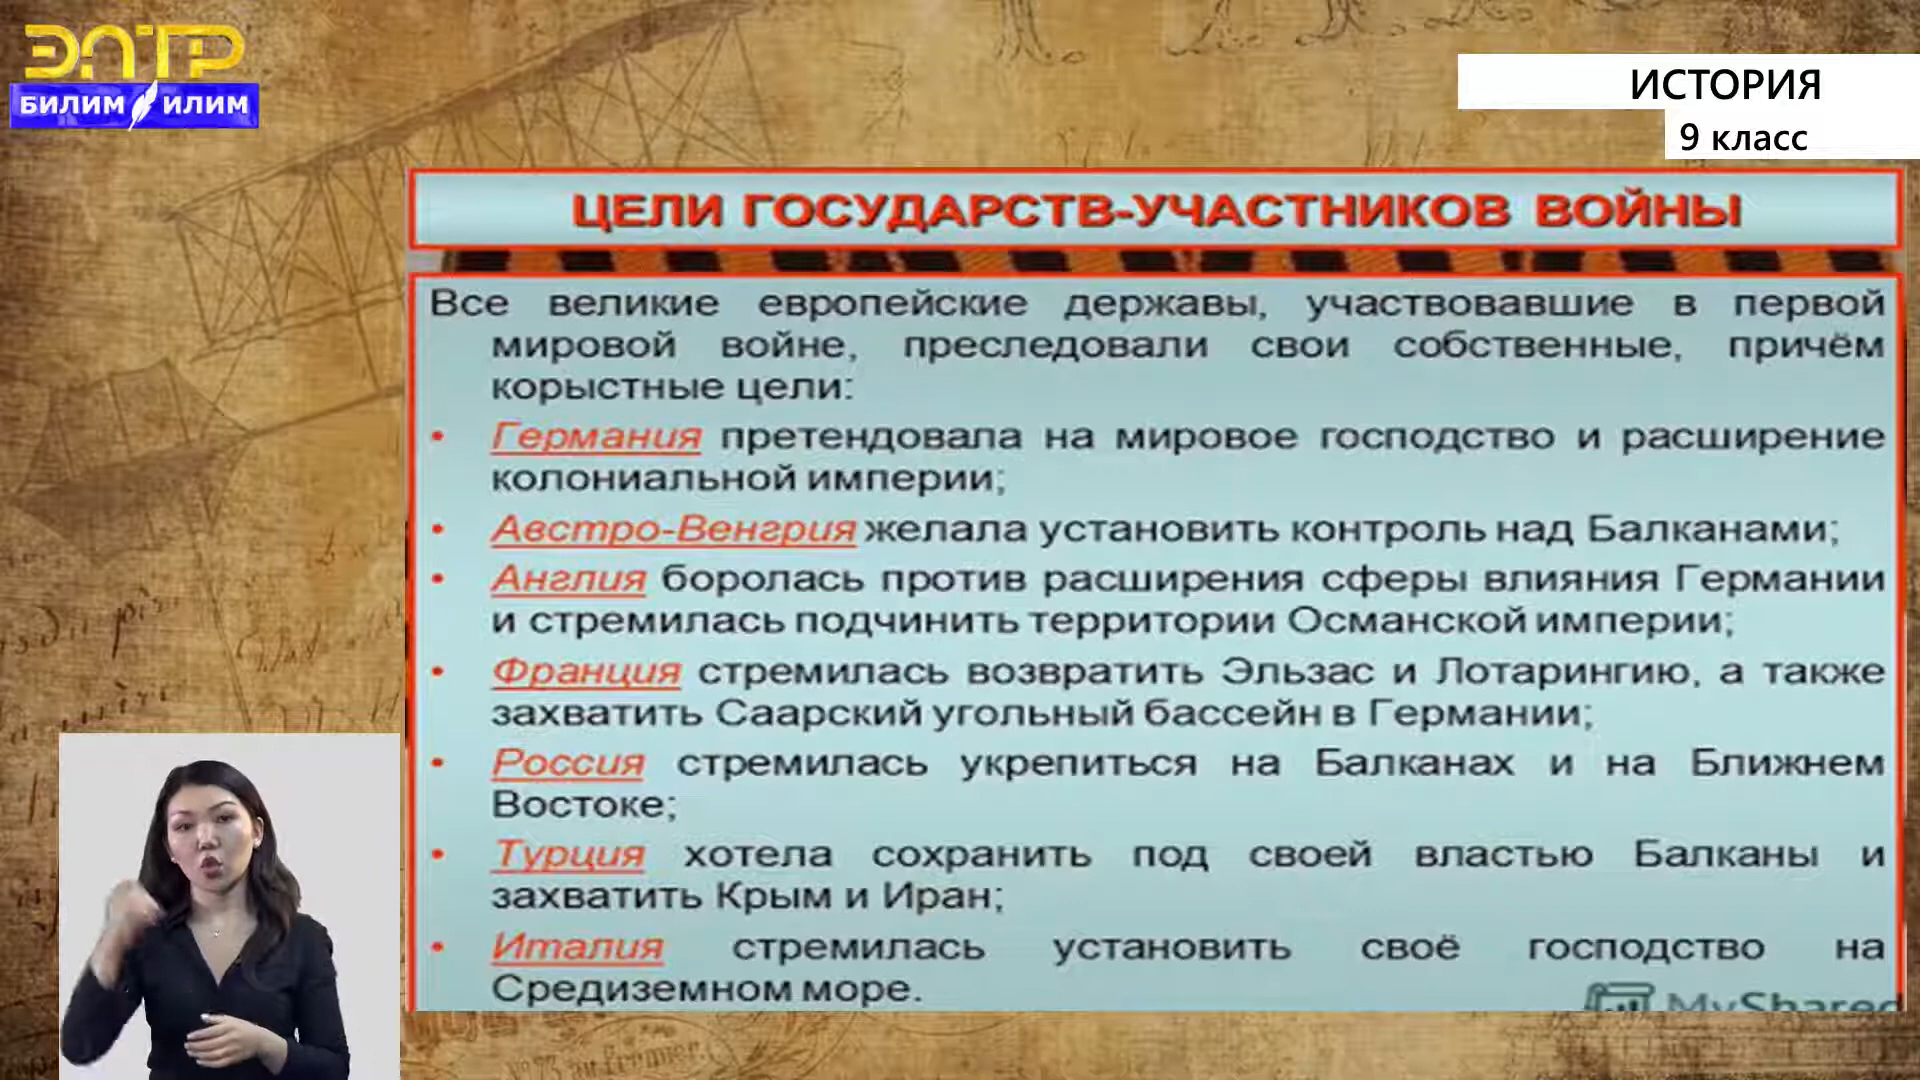 ЭЛТР
БИЛИМ ИЛИМ
ИСТОРИЯ
9 класс
ЦЕЛИ ГОСУДАРСТВ-УЧАСТНИКОВ ВОЙНЫ
Все великие европейские державы, участвовавшие в первой
мировой войне, преследовали свои собственные, причём
корыстные цели:
• Германия претендовала на мировое господство и расширение
колониальной империи;
• Австро-Венгрия желала установить контроль над Балканами;
• Англия боролась против расширения сферы влияния Германии
и стремилась подчинить территории Османской империи;
• Франция стремилась возвратить Эльзас и Лотарингию, а также
захватить Саарский угольный бассейн в Германии;
• Россия стремилась укрепиться на Балканах и на Ближнем
Востоке;
• Турция хотела сохранить под своей властью Балканы и
захватить Крым и Иран;
• Италия стремилась установить своё господство на
Средиземном море.
MyShared